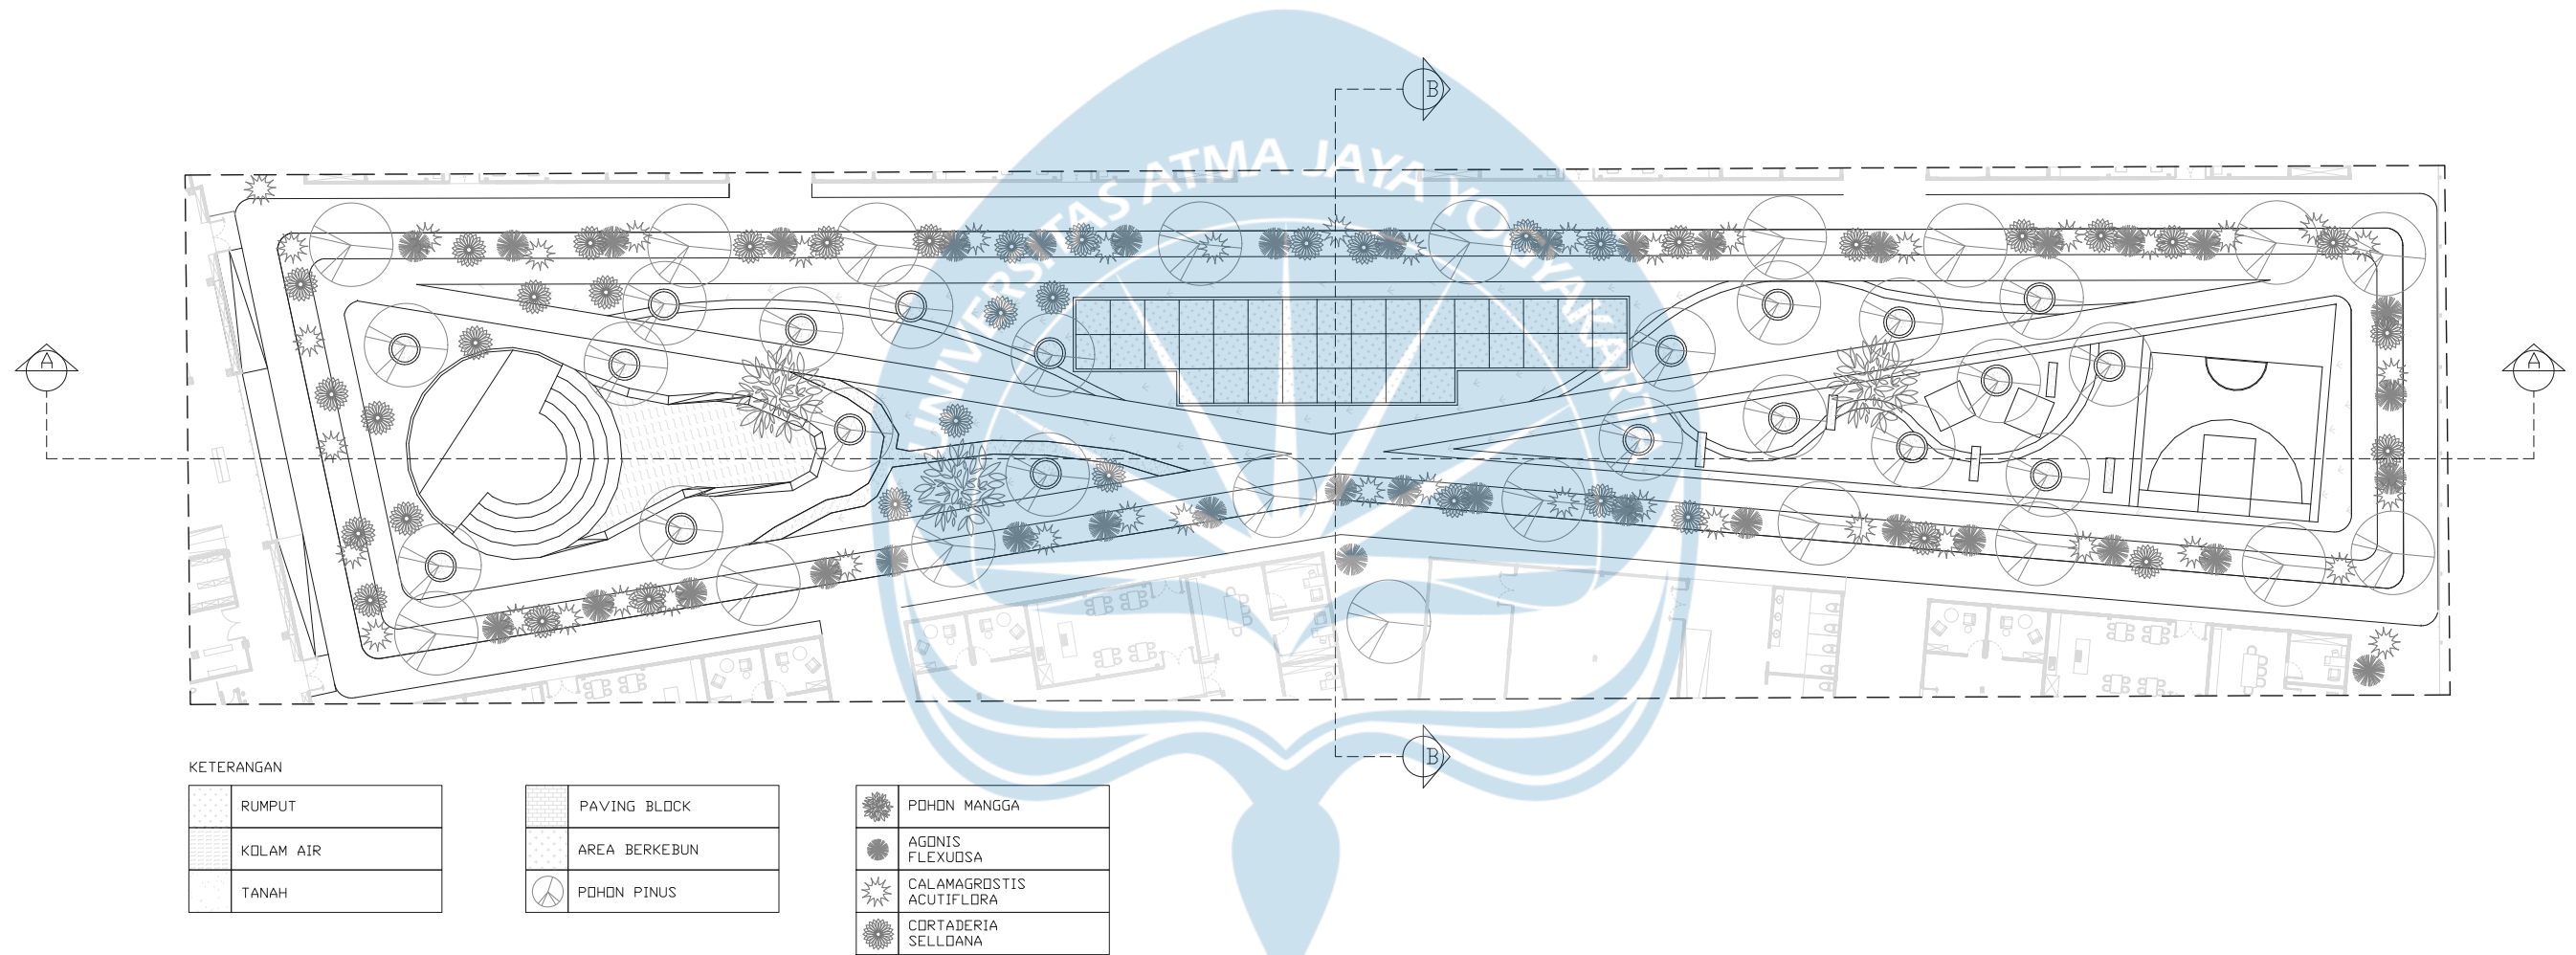 B
UNIVERSITAS ATMA JAYA YOGYAKARTA
A
A
B
KETERANGAN
RUMPUT
KOLAM AIR
TANAH
PAVING BLOCK
AREA BERKEBUN
POHON PINUS
POHON MANGGA
AGONIS
FLEXUOSA
CALAMAGROSTIS
ACUTIFLORA
CORTADERIA
SELLOANA